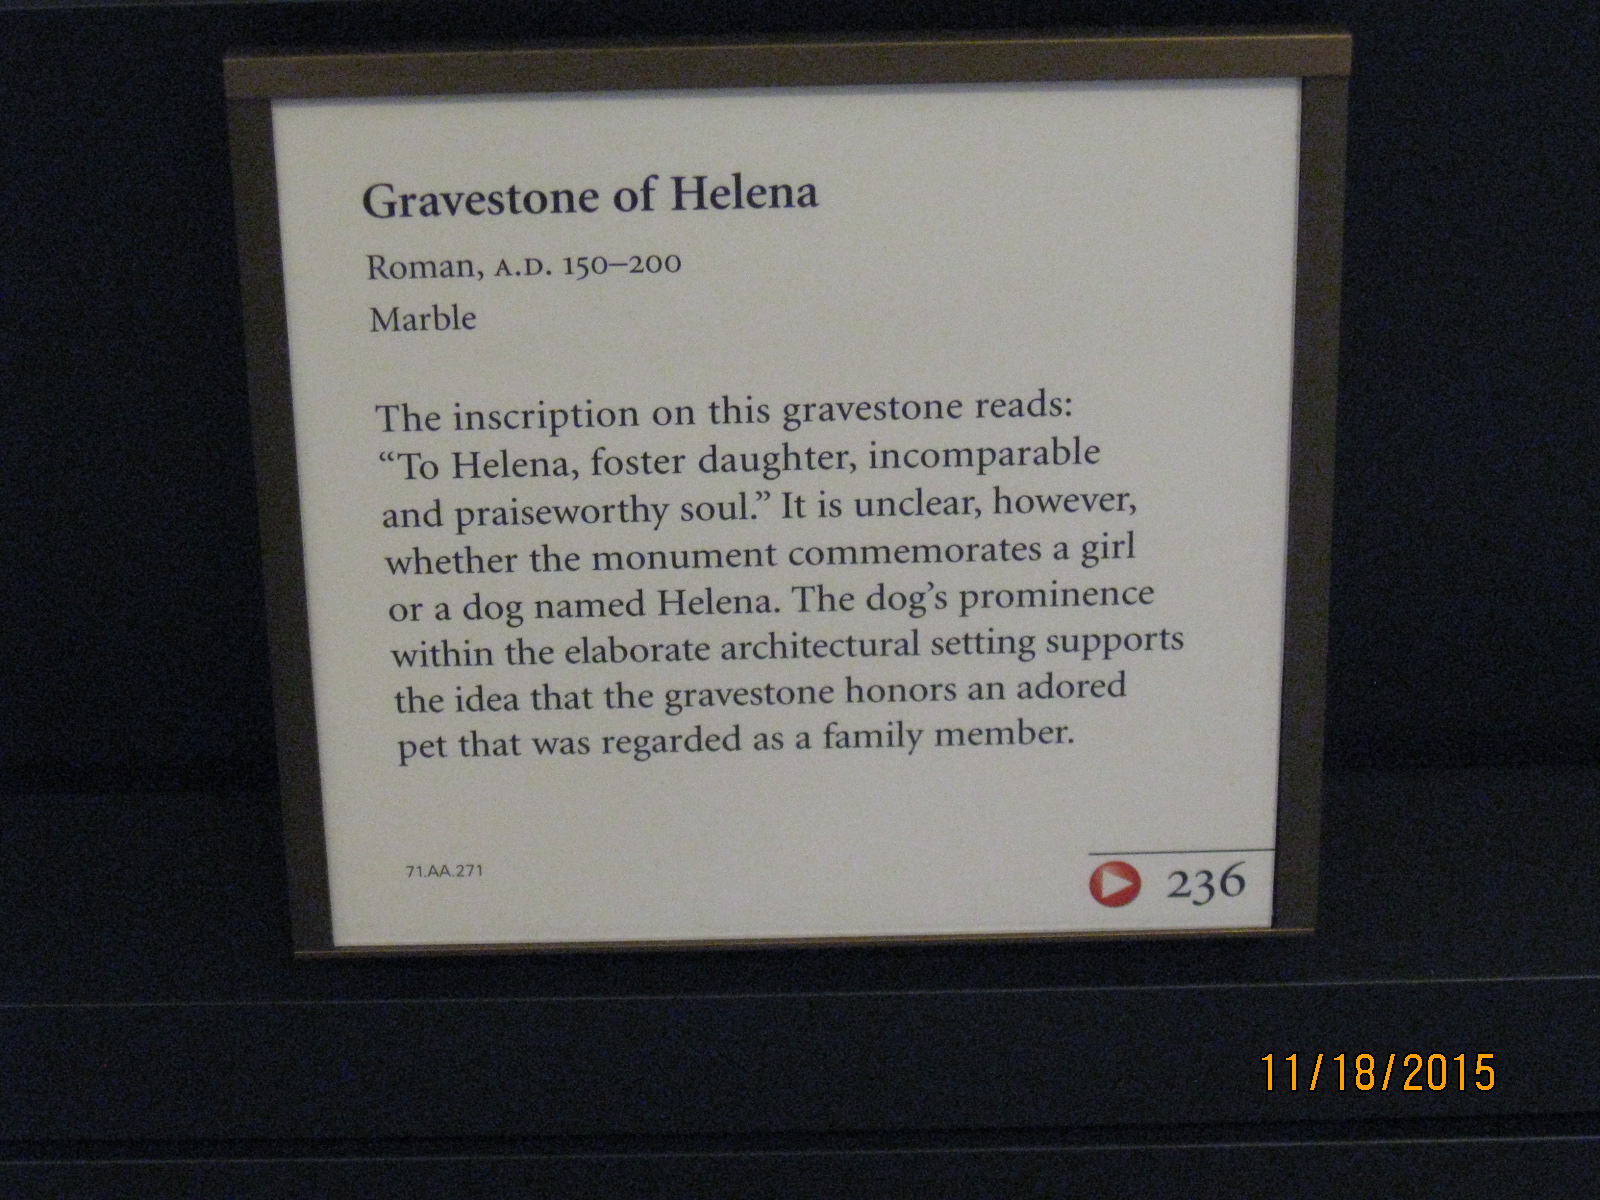 Gravestone of Helena
Roman, A.D. 150–200
Marble
The inscription on this gravestone reads:
“To Helena, foster daughter, incomparable
and praiseworthy soul.” It is unclear, however,
whether the monument commemorates a girl
or a dog named Helena. The dog’s prominence
within the elaborate architectural setting supports
the idea that the gravestone honors an adored
pet that was regarded as a family member.
71.AA.271
236
11/18/2015